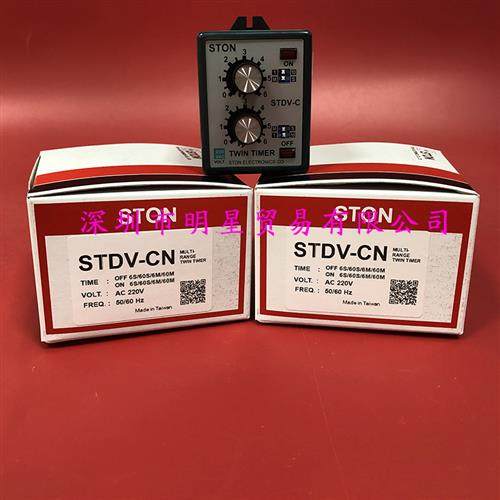 STON
ON
STDV-C
OFF
VOLT
TWIN TIMER
STON ELECTRONICS CO
深圳市明星贸易有限公司
STON
STDV-CN MULTI-RANGE TWIN TIMER
TIME : OFF 6S/60S/6M/60M
ON 6S/60S/6M/60M
VOLT. : AC 220V
FREQ. : 50/60 Hz
Made in Taiwan
STON
STDV-CN MULTI-RANGE TWIN TIMER
TIME : OFF 6S/60S/6M/60M
ON 6S/60S/6M/60M
VOLT. : AC 220V
FREQ. : 50/60 Hz
Made in Taiwan